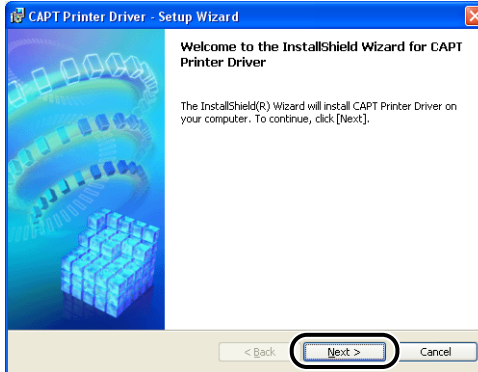 CAPT Printer Driver - Setup Wizard
Welcome to the InstallShield Wizard for CAPT
Printer Driver
The InstallShield(R) Wizard will install CAPT Printer Driver on
your computer. To continue, click [Next].
< Back Next > Cancel